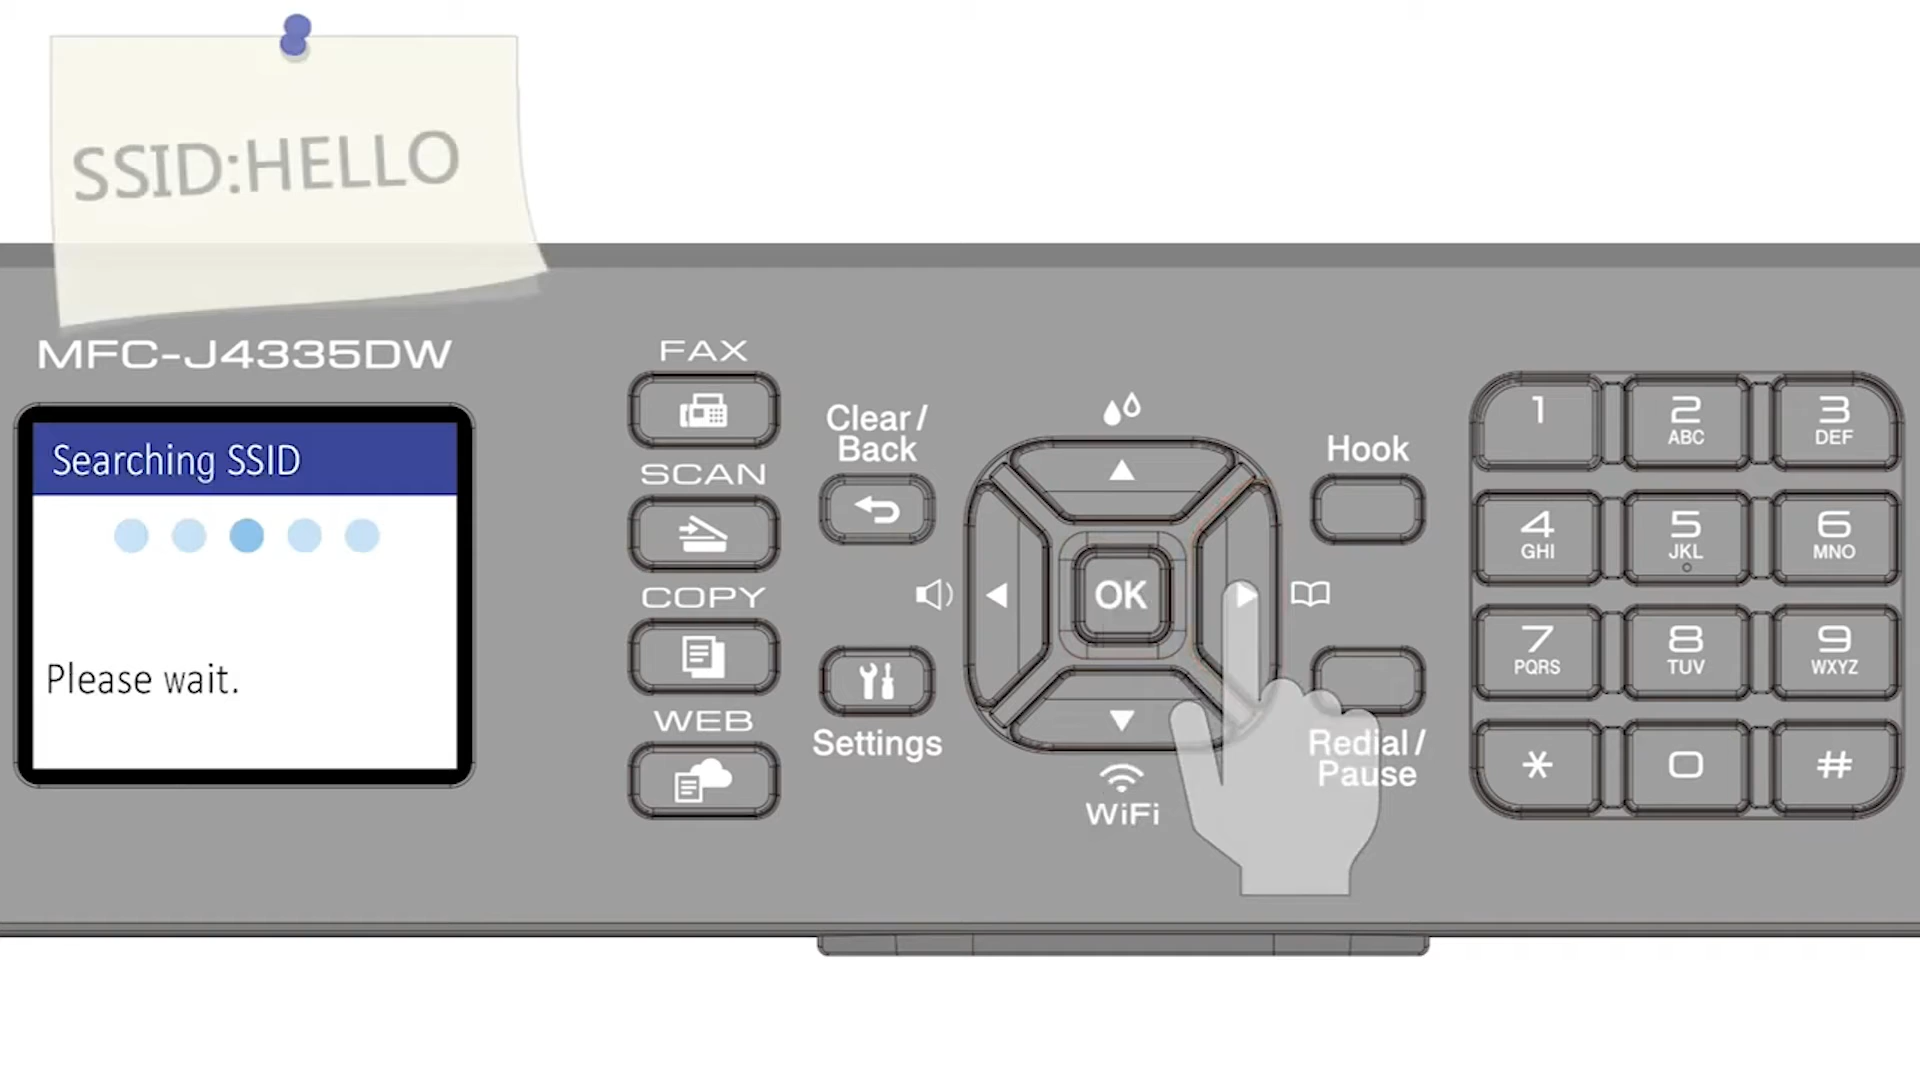 SSID:HELLO
MFC-J4335DW
Searching SSID
Please wait.
FAX
SCAN
COPY
WEB
Clear/
Back
Settings
OK
WiFi
Hook
Redial/
Pause
1
2
ABC
3
DEF
4
GHI
5
JKL
6
MNO
7
PQRS
8
TUV
9
WXYZ
*
0
#